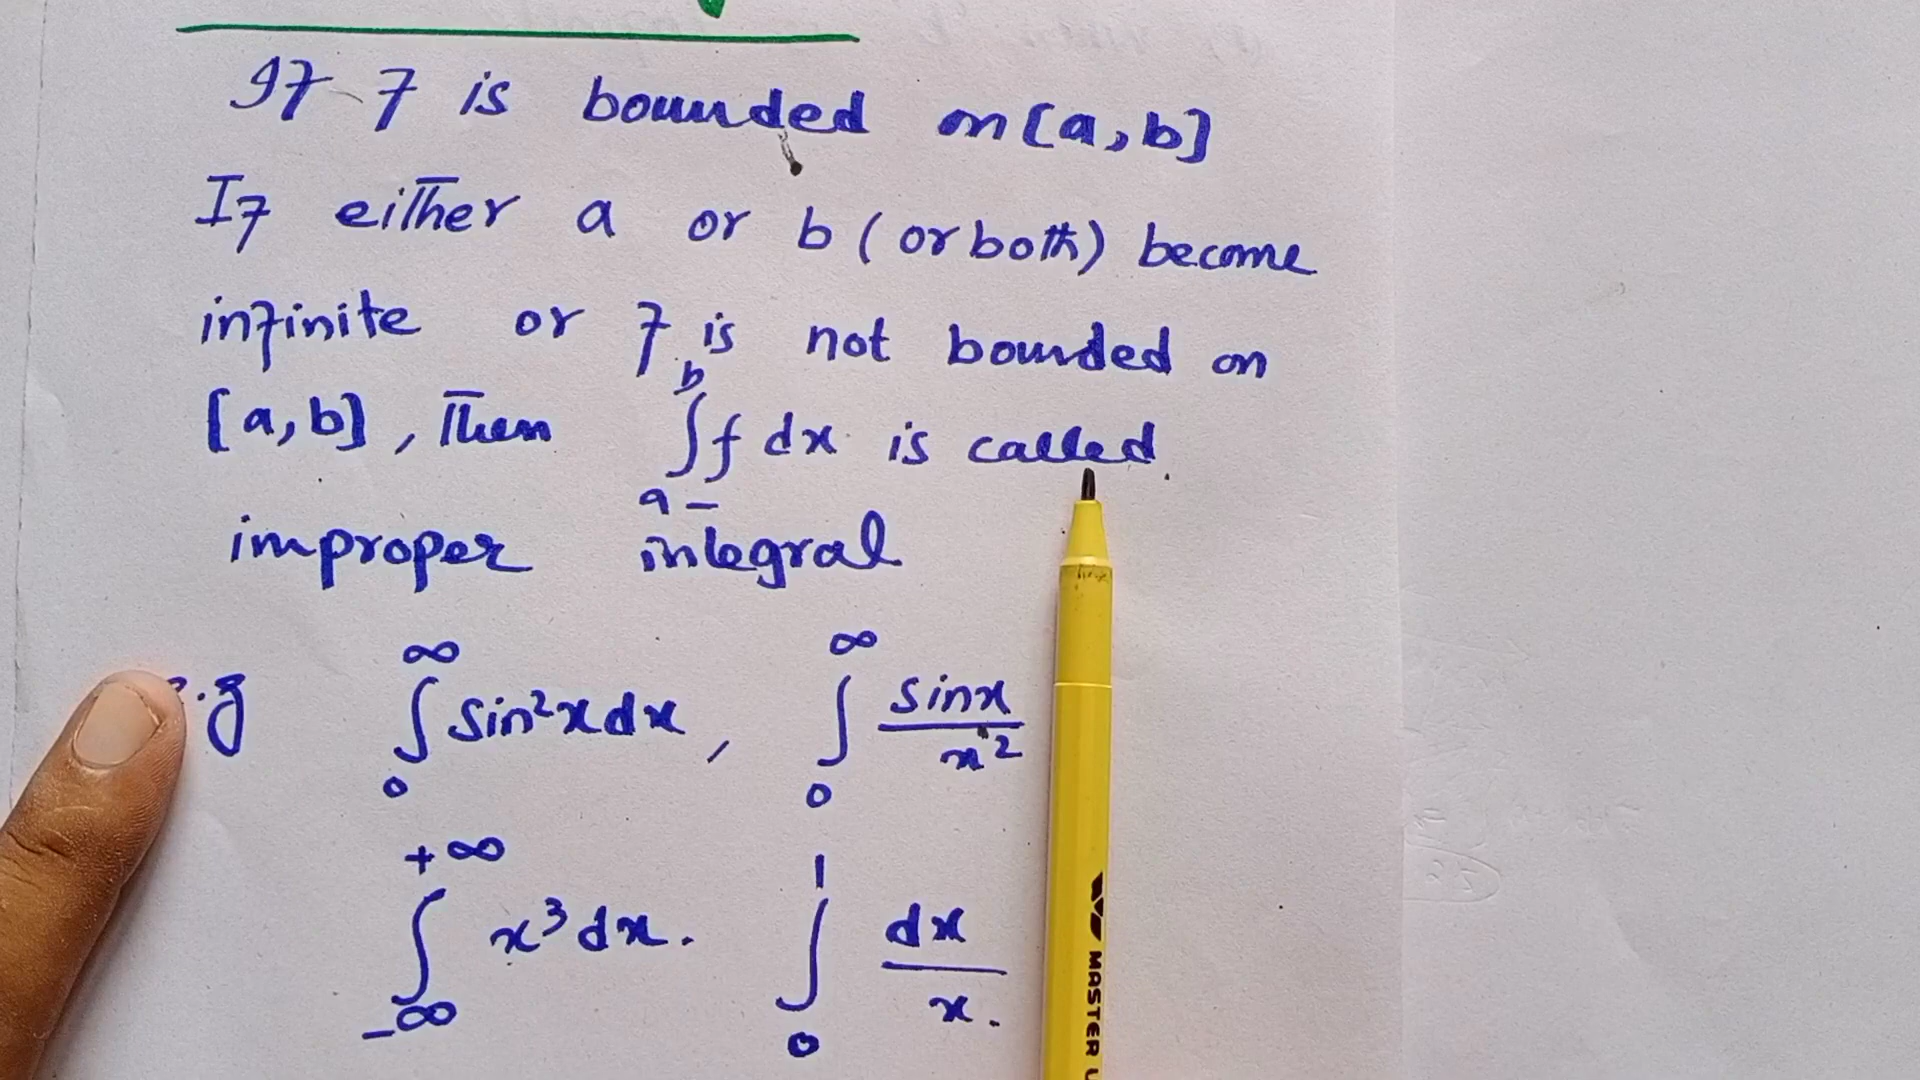 If f is bounded on [a,b]
If either a or b (or both) become
infinite or f is not bounded on
[a,b], Then ∫_a^b f dx is called
improper integral
e.g ∫_0^∞ sin²x dx, ∫_0^∞ sinx/x²
∫_-∞^+∞ x³ dx. ∫_0^1 dx/x.
MASTER